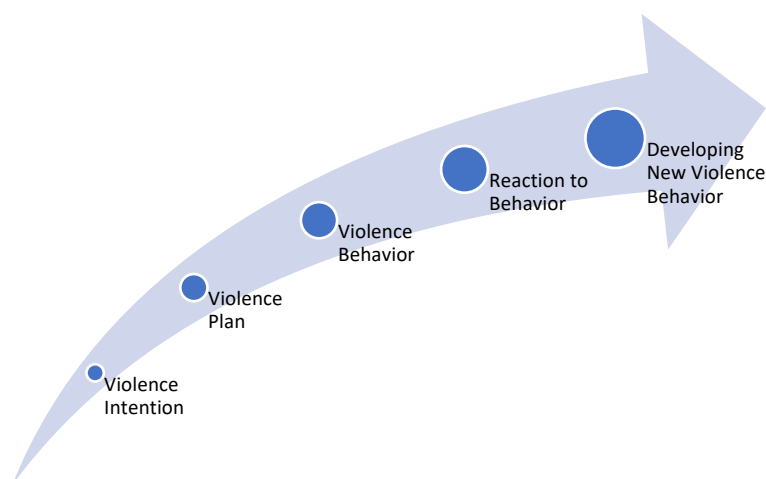 Violence
Intention
Violence
Plan
Violence
Behavior
Reaction to
Behavior
Developing
New Violence
Behavior